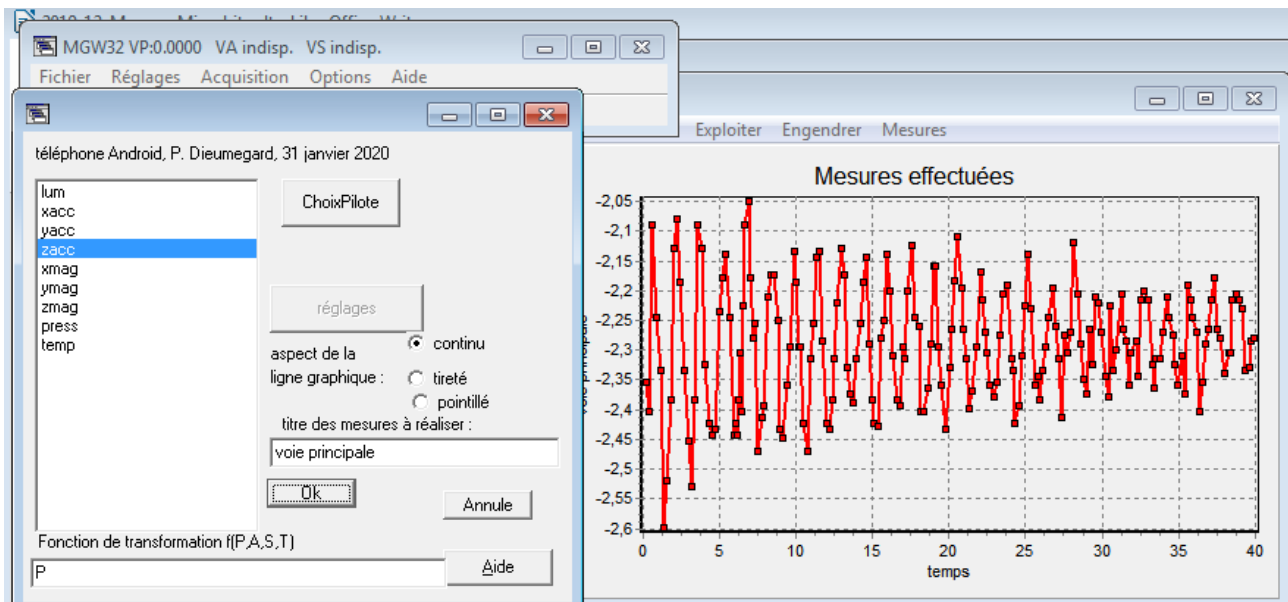 MGW32 VP:0.0000 VA indisp. VS indisp.
Fichier Réglages Acquisition Options Aide
Exploiter Engendrer Mesures
téléphone Android, P. Dieumegard, 31 janvier 2020
lum
xacc
yacc
zacc
xmag
ymag
zmag
press
temp
ChoixPilote
réglages
aspect de la
ligne graphique :
continu
tireté
pointillé
titre des mesures à réaliser :
voie principale
Ok
Annule
Fonction de transformation f(P,A,S,T)
P
Aide
Mesures effectuées
-2,05
-2,1
-2,15
-2,2
-2,25
-2,3
-2,35
-2,4
-2,45
-2,5
-2,55
-2,6
0 5 10 15 20 25 30 35 40
temps